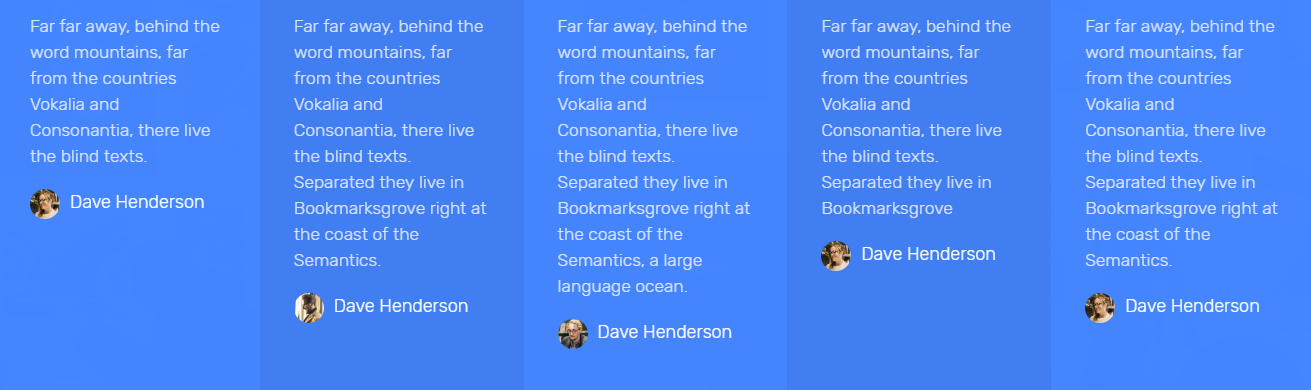 Far far away, behind the
word mountains, far
from the countries
Vokalia and
Consonantia, there live
the blind texts.
Dave Henderson
Far far away, behind the
word mountains, far
from the countries
Vokalia and
Consonantia, there live
the blind texts.
Separated they live in
Bookmarksgrove right at
the coast of the
Semantics.
Dave Henderson
Far far away, behind the
word mountains, far
from the countries
Vokalia and
Consonantia, there live
the blind texts.
Separated they live in
Bookmarksgrove right at
the coast of the
Semantics, a large
language ocean.
Dave Henderson
Far far away, behind the
word mountains, far
from the countries
Vokalia and
Consonantia, there live
the blind texts.
Separated they live in
Bookmarksgrove
Dave Henderson
Far far away, behind the
word mountains, far
from the countries
Vokalia and
Consonantia, there live
the blind texts.
Separated they live in
Bookmarksgrove right at
the coast of the
Semantics.
Dave Henderson